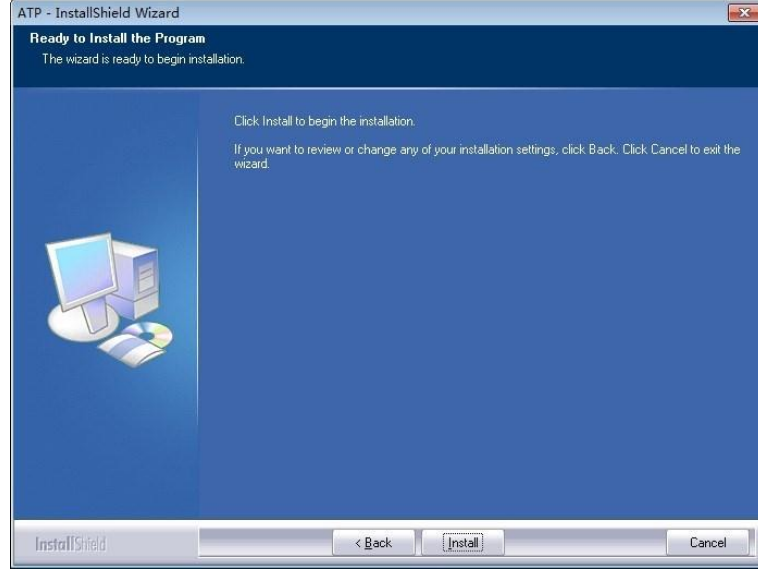 ATP - InstallShield Wizard
Ready to Install the Program
The wizard is ready to begin installation.
Click Install to begin the installation.
If you want to review or change any of your installation settings, click Back. Click Cancel to exit the
wizard.
InstallShield
< Back
Install
Cancel